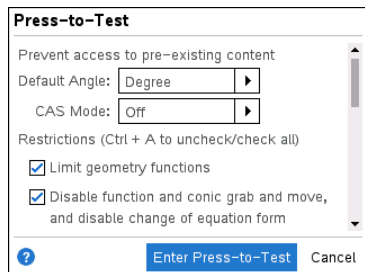 Press-to-Test
Prevent access to pre-existing content
Default Angle: Degree
CAS Mode: Off
Restrictions (Ctrl + A to uncheck/check all)
Limit geometry functions
Disable function and conic grab and move,
and disable change of equation form
? Enter Press-to-Test Cancel